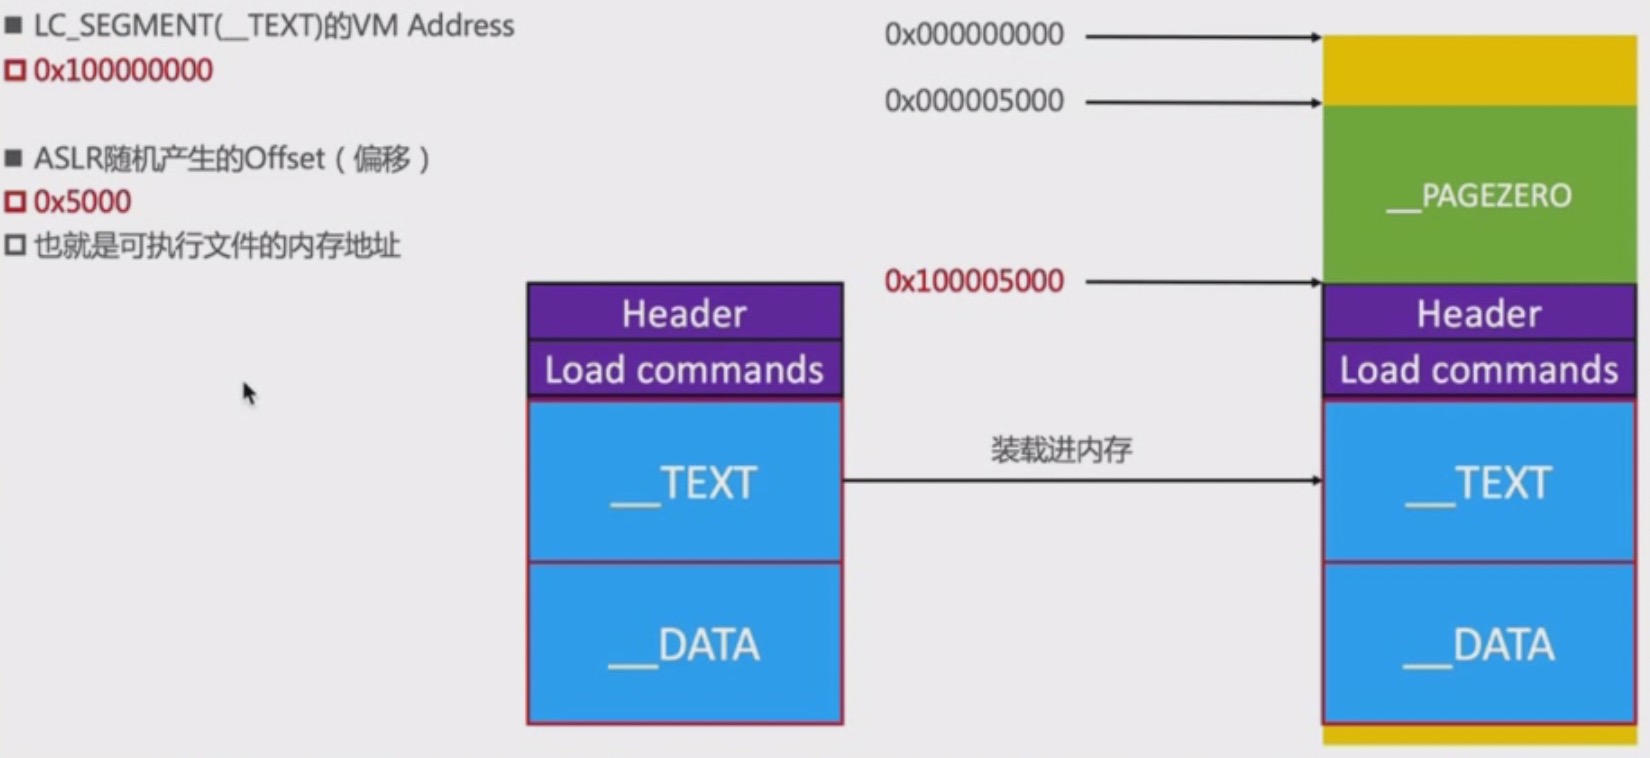 LC_SEGMENT(__TEXT)的VM Address
0x100000000
ASLR随机产生的Offset（偏移）
0x5000
也就是可执行文件的内存地址
0x000000000
0x000005000
__PAGEZERO
0x100005000
Header
Load commands
__TEXT
__DATA
装载进内存
Header
Load commands
__TEXT
__DATA